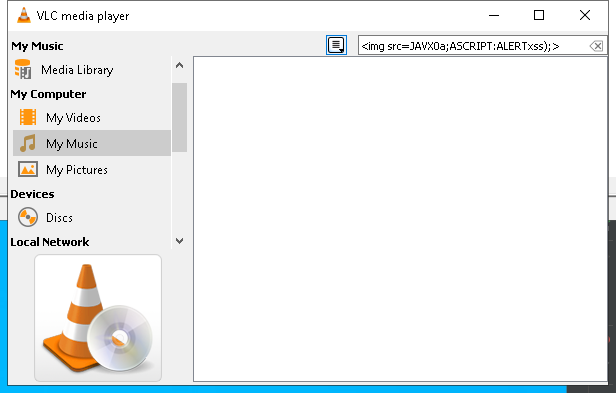 VLC media player
My Music
<img src=JAVX0a;ASCRIPT:ALERTxss);>
Media Library
My Computer
My Videos
My Music
My Pictures
Devices
Discs
Local Network